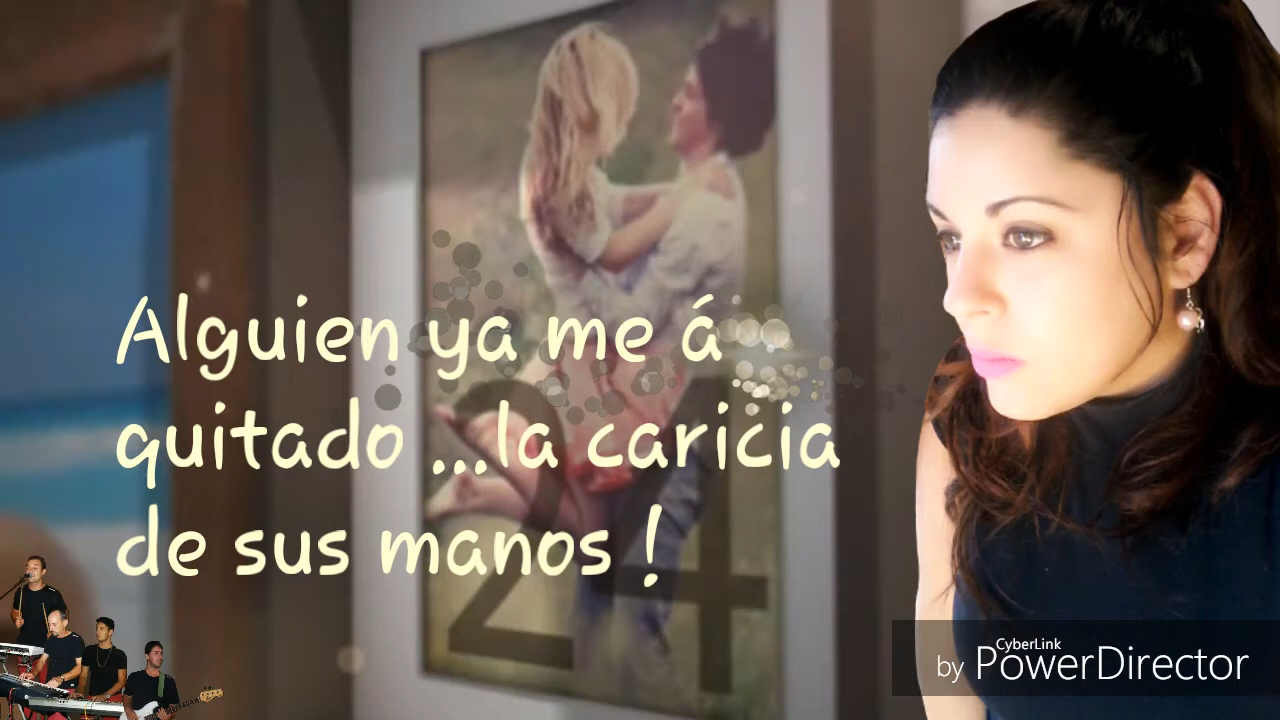 Alguien ya me á
quitado ...la caricia
de sus manos !
24
CyberLink
by PowerDirector